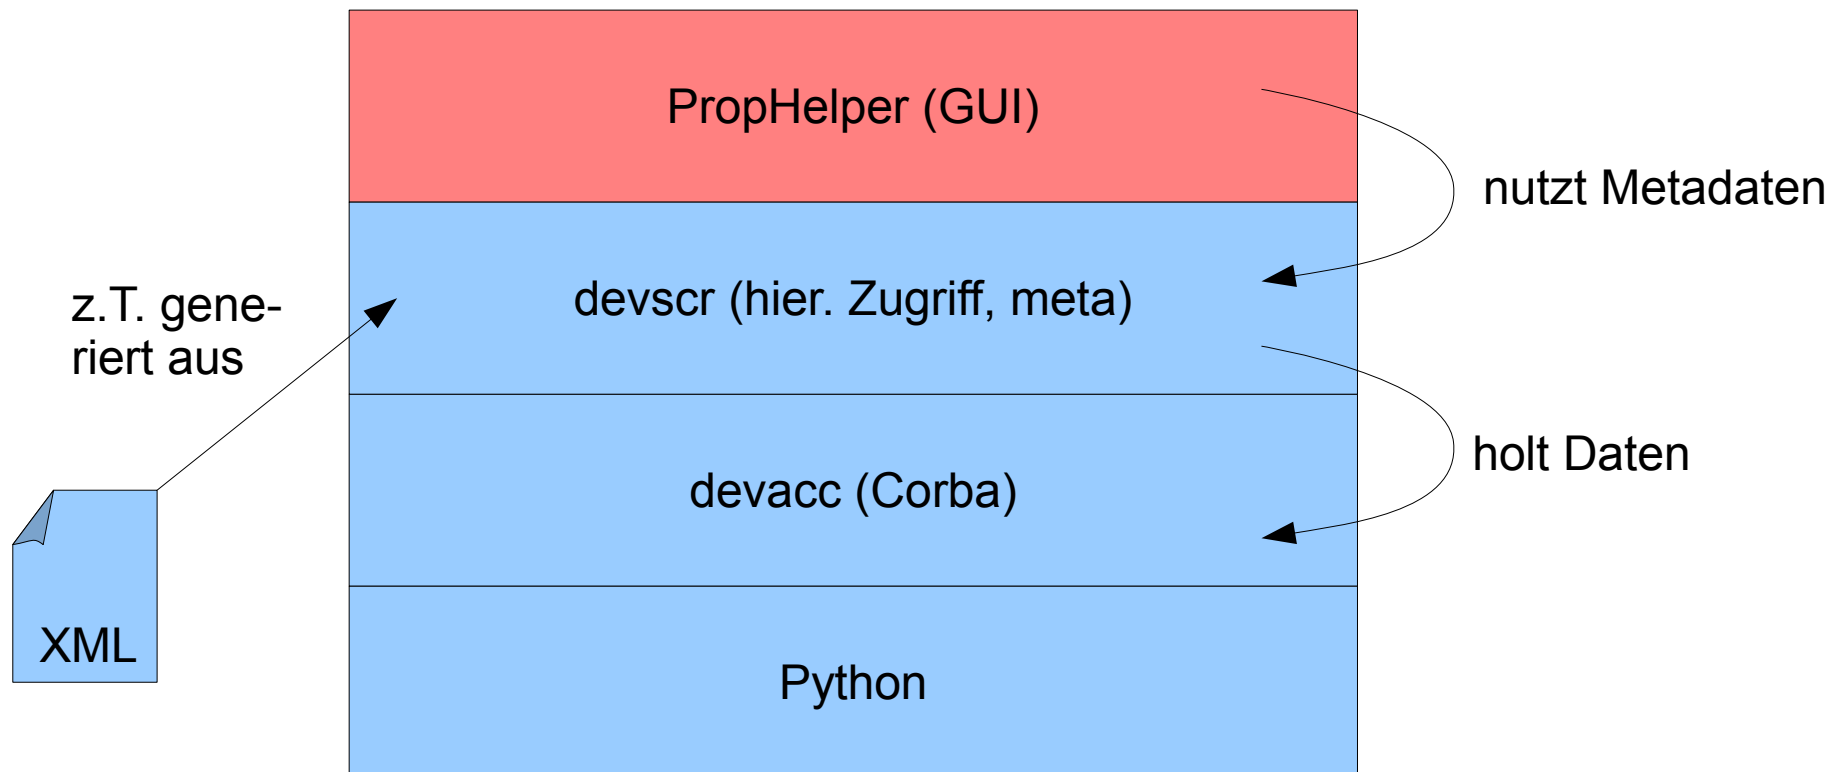 PropHelper (GUI)
nutzt Metadaten
devscr (hier. Zugriff, meta)
z.T. gene-
riert aus
holt Daten
devacc (Corba)
XML
Python